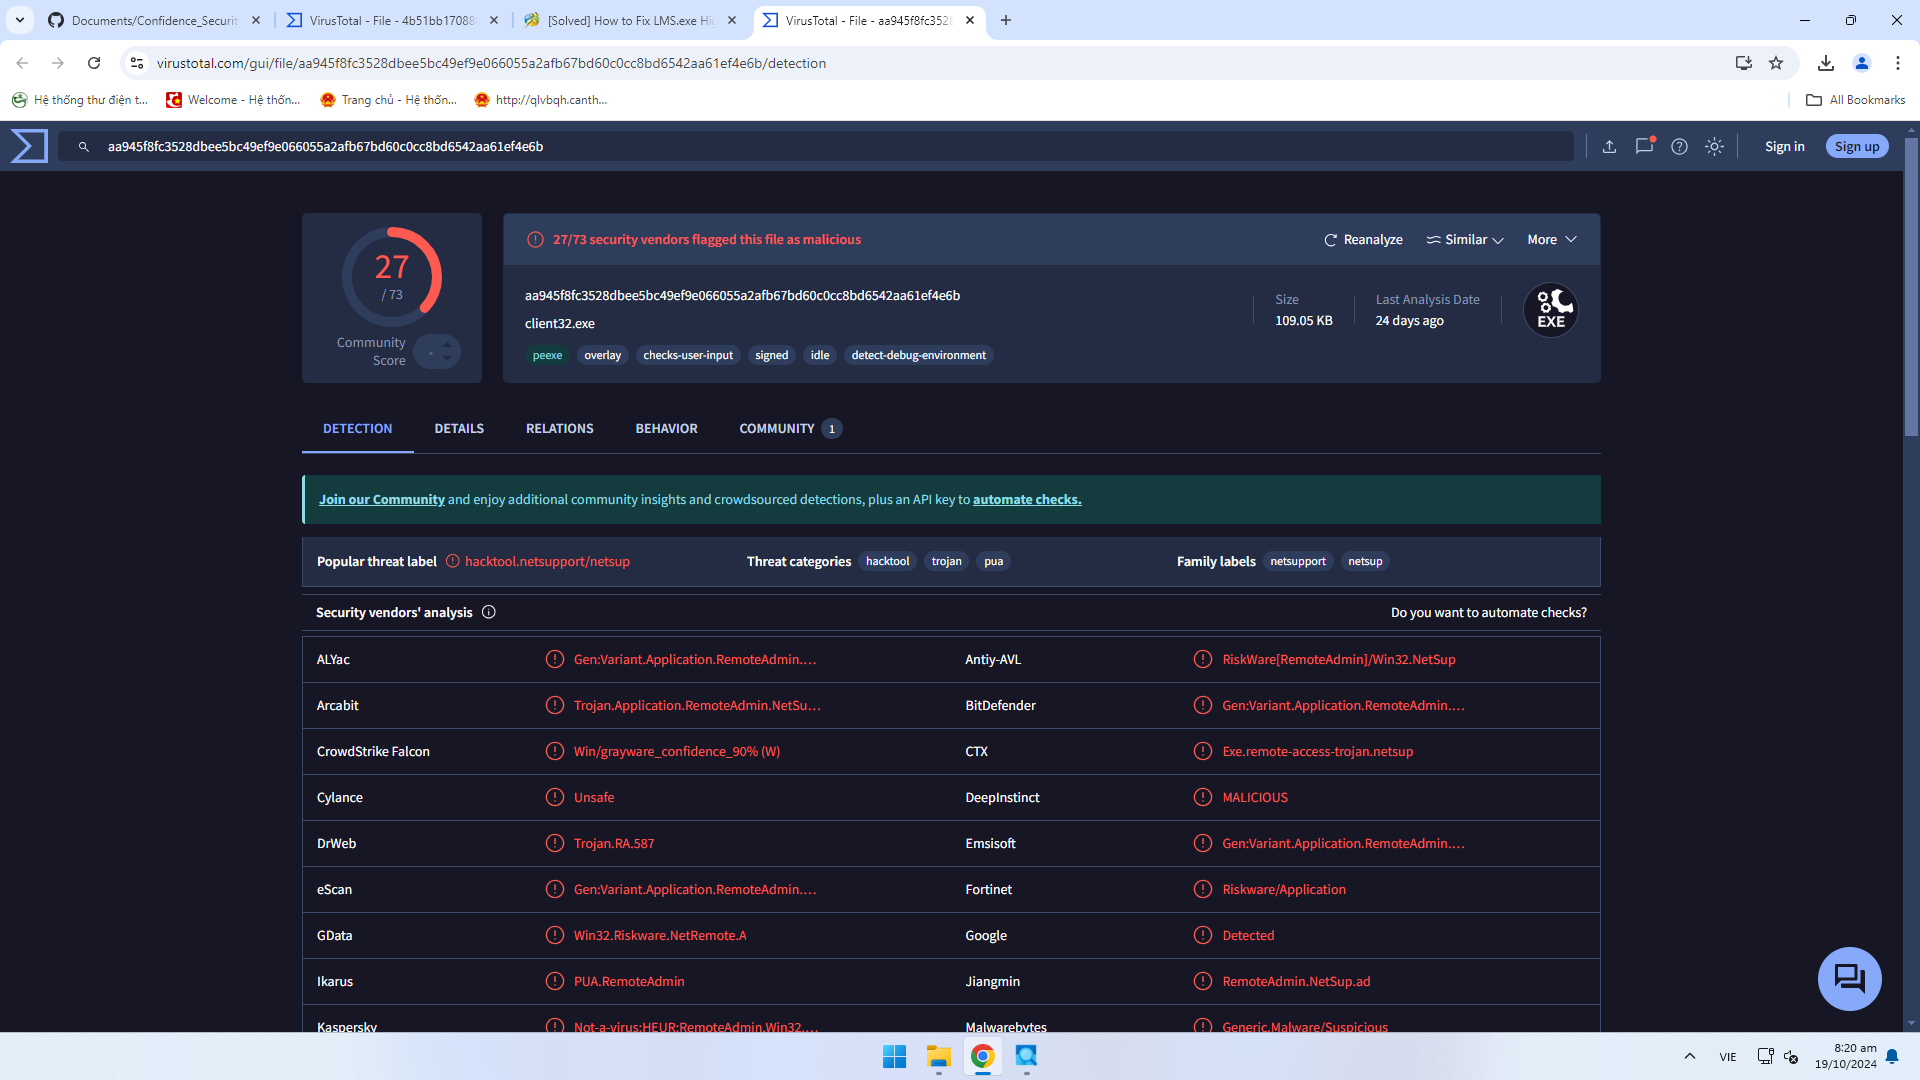 Documents/Confidence_Securit
VirusTotal - File - 4b51bb1708
[Solved] How to Fix LMS.exe Hi
VirusTotal - File - aa945f8fc352
virustotal.com/gui/file/aa945f8fc3528dbee5bc49ef9e066055a2afb67bd60c0cc8bd6542aa61ef4e6b/detection
Hệ thống thư điện t...
Welcome - Hệ thốn...
Trang chủ - Hệ thốn...
http://qlvbqh.canth...
All Bookmarks
aa945f8fc3528dbee5bc49ef9e066055a2afb67bd60c0cc8bd6542aa61ef4e6b
Sign in
Sign up
27
/ 73
Community
Score
27/73 security vendors flagged this file as malicious
Reanalyze
Similar
More
aa945f8fc3528dbee5bc49ef9e066055a2afb67bd60c0cc8bd6542aa61ef4e6b
client32.exe
Size
109.05 KB
Last Analysis Date
24 days ago
EXE
peexe
overlay
checks-user-input
signed
idle
detect-debug-environment
DETECTION
DETAILS
RELATIONS
BEHAVIOR
COMMUNITY 1
Join our Community and enjoy additional community insights and crowdsourced detections, plus an API key to automate checks.
Popular threat label hacktool.netsupport/netsup
Threat categories hacktool trojan pua
Family labels netsupport netsup
Security vendors' analysis
Do you want to automate checks?
ALYac Gen:Variant.Application.RemoteAdmin....
Antiy-AVL RiskWare[RemoteAdmin]/Win32.NetSup
Arcabit Trojan.Application.RemoteAdmin.NetSu...
BitDefender Gen:Variant.Application.RemoteAdmin....
CrowdStrike Falcon Win/grayware_confidence_90% (W)
CTX Exe.remote-access-trojan.netsup
Cylance Unsafe
DeepInstinct MALICIOUS
DrWeb Trojan.RA.587
Emsisoft Gen:Variant.Application.RemoteAdmin....
eScan Gen:Variant.Application.RemoteAdmin....
Fortinet Riskware/Application
GData Win32.Riskware.NetRemote.A
Google Detected
Ikarus PUA.RemoteAdmin
Jiangmin RemoteAdmin.NetSup.ad
Kaspersky Not-a-virus:HEUR:RemoteAdmin.Win32....
Malwarebytes Generic.Malware/Suspicious
VIE
8:20 am
19/10/2024